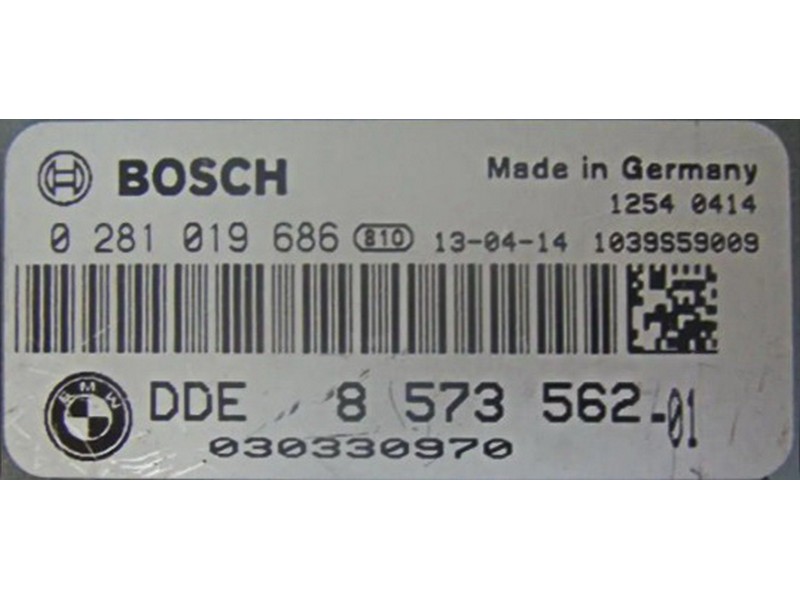 BOSCH
Made in Germany
1254 0414
0 281 019 686 810 13-04-14 1039S59009
BMW
DDE 8 573 562-01
030330970